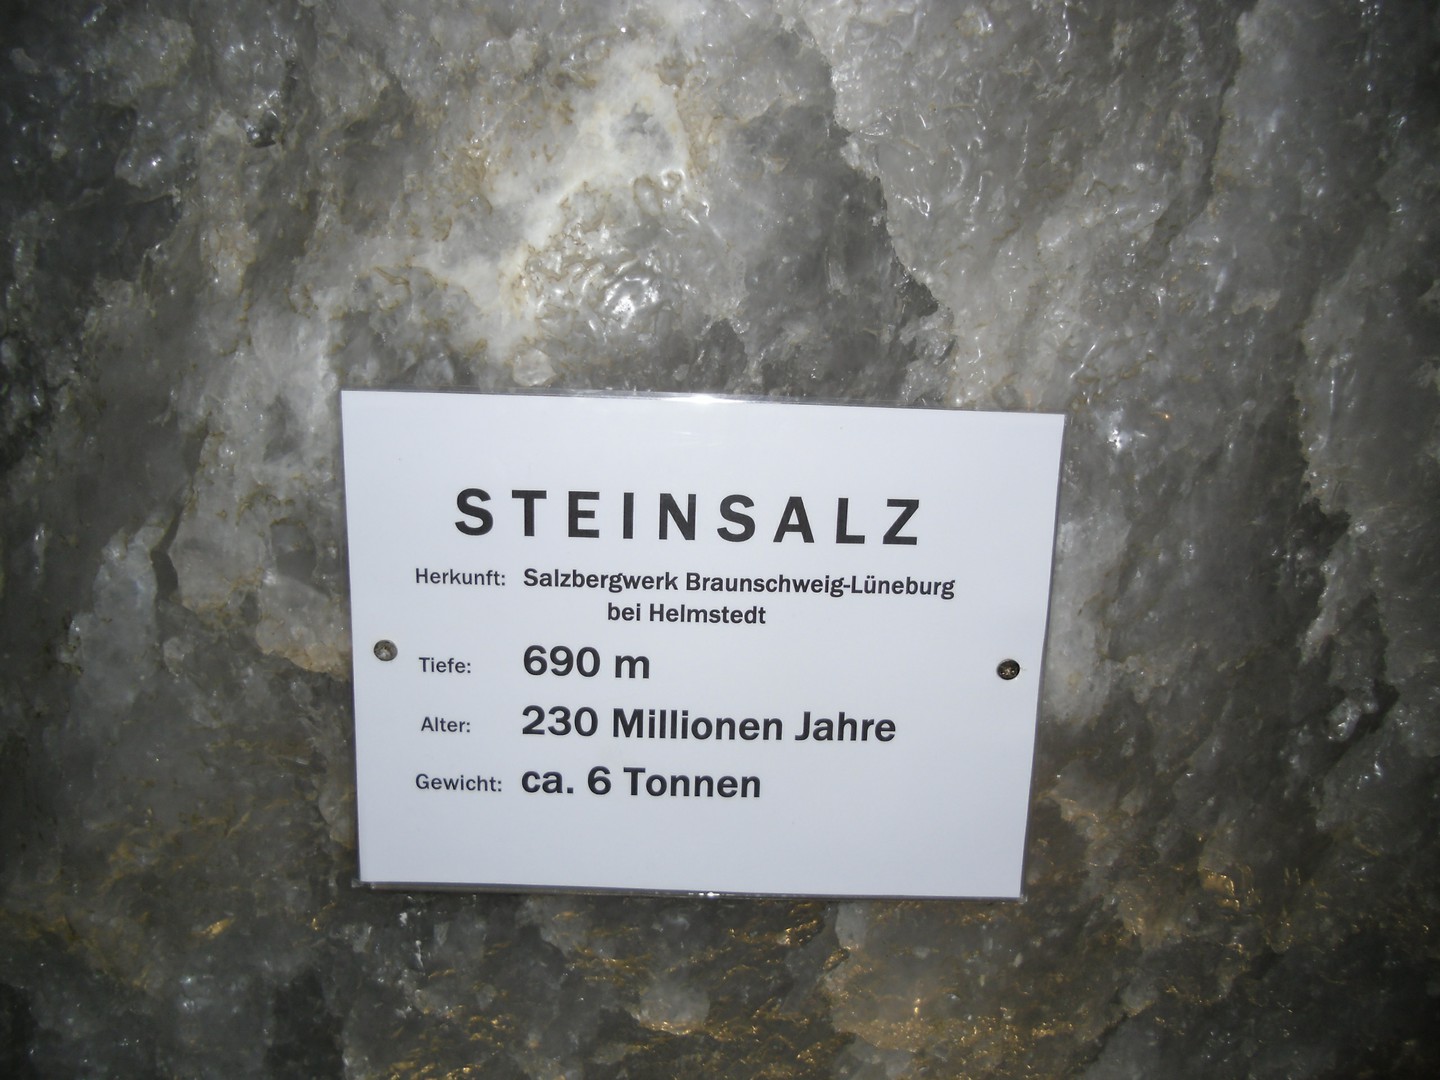 STEINSALZ
Herkunft: Salzbergwerk Braunschweig-Lüneburg
bei Helmstedt
Tiefe: 690 m
Alter: 230 Millionen Jahre
Gewicht: ca. 6 Tonnen